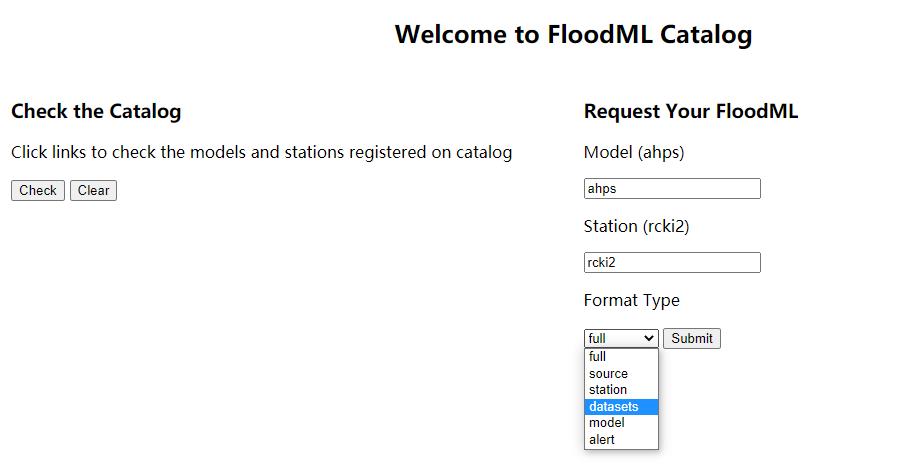 Welcome to FloodML Catalog
Check the Catalog
Click links to check the models and stations registered on catalog
Check Clear
Request Your FloodML
Model (ahps)
ahps
Station (rcki2)
rcki2
Format Type
full Submit
full
source
station
datasets
model
alert